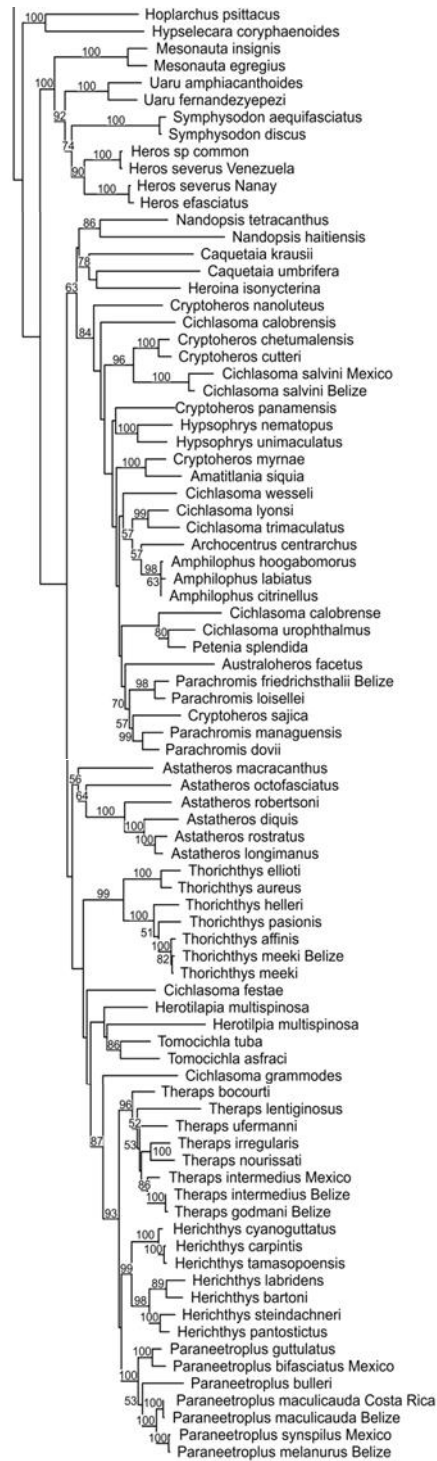 Hoplarchus psittacus
100
Hypselecara coryphaenoides
Mesonauta insignis
100
Mesonauta egregius
100
Uaru amphiacanthoides
100
Uaru fernandezyepezi
92
Symphysodon aequifasciatus
100
Symphysodon discus
74
Heros sp common
100
Heros severus Venezuela
90
Heros severus Nanay
100
Heros efasciatus
Nandopsis tetracanthus
86
Nandopsis haitiensis
Caquetaia krausii
78
Caquetaia umbrifera
63
Heroina isonycterina
Cryptoheros nanoluteus
84
Cichlasoma calobrensis
Cryptoheros chetumalensis
100
Cryptoheros cutteri
96
Cichlasoma salvini Mexico
100
Cichlasoma salvini Belize
Cryptoheros panamensis
Hypsophrys nematopus
100
Hypsophrys unimaculatus
Cryptoheros myrnae
100
Amatitlania siquia
Cichlasoma wesseli
Cichlasoma lyonsi
99
Cichlasoma trimaculatus
57
Archocentrus centrarchus
57
Amphilophus hoogabomorus
98
Amphilophus labiatus
63
Amphilophus citrinellus
Cichlasoma calobrense
Cichlasoma urophthalmus
80
Petenia splendida
Australoheros facetus
Parachromis friedrichsthalii Belize
98
Parachromis loisellei
70
Cryptoheros sajica
57
Parachromis managuensis
99
Parachromis dovii
Astatheros macracanthus
56
Astatheros octofasciatus
64
Astatheros robertsoni
100
Astatheros diquis
100
Astatheros rostratus
100
Astatheros longimanus
Thorichthys ellioti
100
Thorichthys aureus
99
Thorichthys helleri
100
Thorichthys pasionis
51
Thorichthys affinis
100
Thorichthys meeki Belize
82
Thorichthys meeki
Cichlasoma festae
Herotilapia multispinosa
Herotilpia multispinosa
Tomocichla tuba
86
Tomocichla asfraci
Cichlasoma grammodes
87
Theraps bocourti
96
Theraps lentiginosus
52
Theraps ufermanni
Theraps irregularis
53
100
Theraps nourissati
Theraps intermedius Mexico
86
Theraps intermedius Belize
100
Theraps godmani Belize
93
Herichthys cyanoguttatus
100
Herichthys carpintis
100
Herichthys tamasopoensis
99
Herichthys labridens
89
Herichthys bartoni
98
Herichthys steindachneri
100
Herichthys pantostictus
Paraneetroplus guttulatus
100
Paraneetroplus bifasciatus Mexico
100
Paraneetroplus bulleri
53
Paraneetroplus maculicauda Costa Rica
100
Paraneetroplus maculicauda Belize
100
Paraneetroplus synspilus Mexico
100
Paraneetroplus melanurus Belize